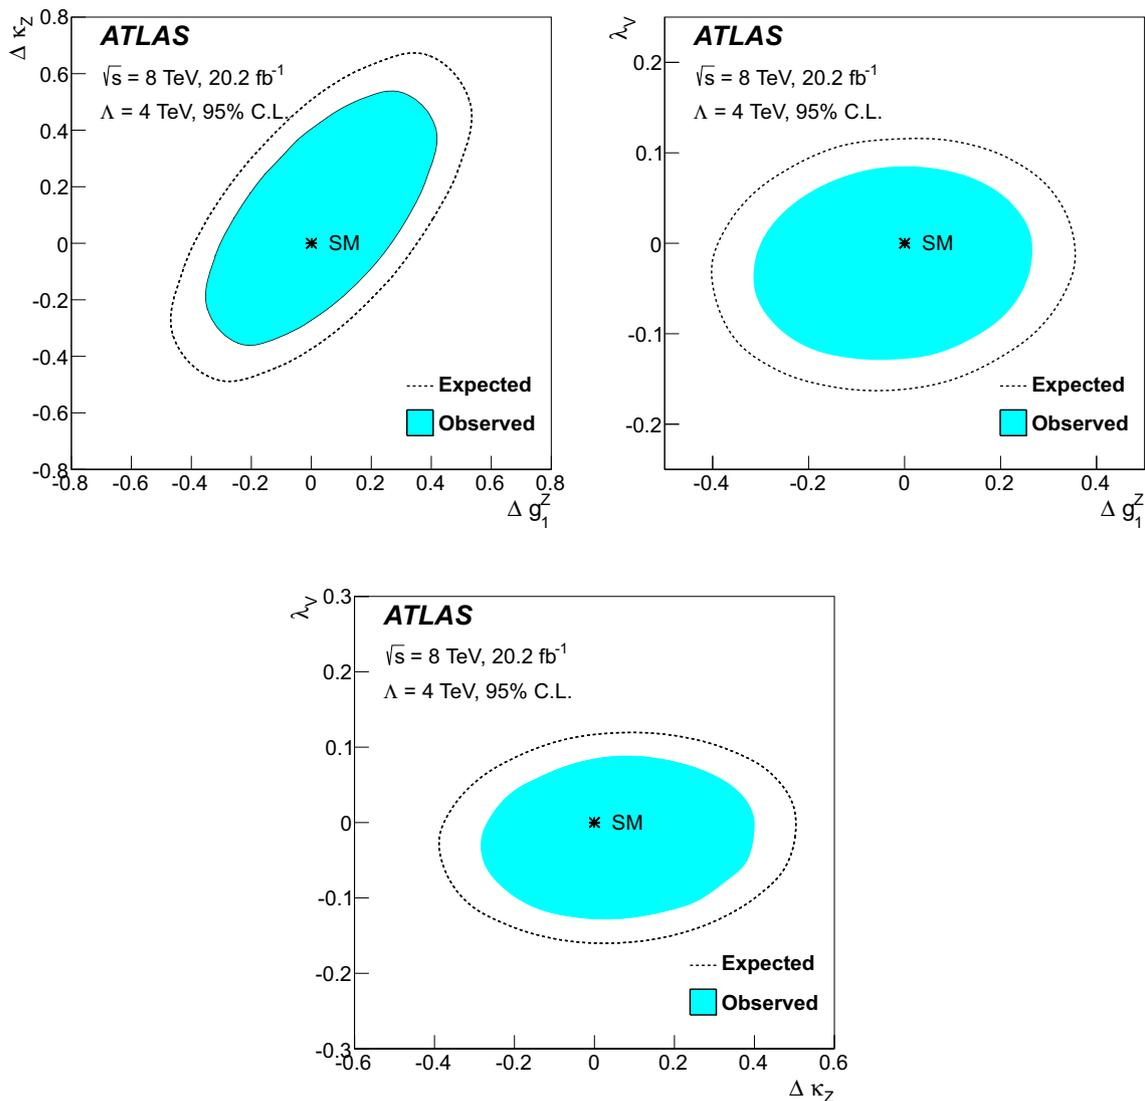 Δ κ_Z
0.8
0.6
0.4
0.2
0
-0.2
-0.4
-0.6
-0.8
ATLAS
√s = 8 TeV, 20.2 fb⁻¹
Λ = 4 TeV, 95% C.L.
SM
Expected
Observed
-0.8 -0.6 -0.4 -0.2 0 0.2 0.4 0.6 0.8
Δ g₁ᶻ
λ_V
0.2
0.1
0
-0.1
-0.2
ATLAS
√s = 8 TeV, 20.2 fb⁻¹
Λ = 4 TeV, 95% C.L.
SM
Expected
Observed
-0.4 -0.2 0 0.2 0.4
Δ g₁ᶻ
λ_V
0.3
0.2
0.1
0
-0.1
-0.2
-0.3
ATLAS
√s = 8 TeV, 20.2 fb⁻¹
Λ = 4 TeV, 95% C.L.
SM
Expected
Observed
-0.6 -0.4 -0.2 0 0.2 0.4 0.6
Δ κ_Z